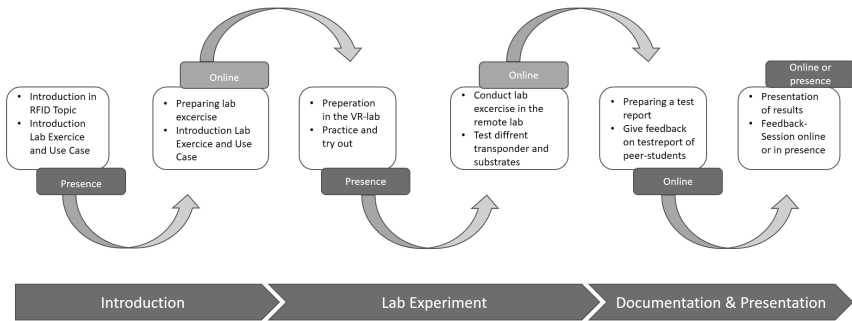 • Introduction in
RFID Topic
• Introduction
Lab Exercice
and Use Case
Presence
Online
• Preparing lab
excercise
• Introduction Lab
Exercice and Use
Case
• Preperation
in the VR-lab
• Practice and
try out
Presence
Online
• Conduct lab
excercise in the
remote lab
• Test diffrent
transponder and
substrates
• Preparing a test
report
• Give feedback
on testreport of
peer-students
Online
Online or
presence
• Presentation
of results
• Feedback-
Session online
or in presence
Introduction
Lab Experiment
Documentation & Presentation